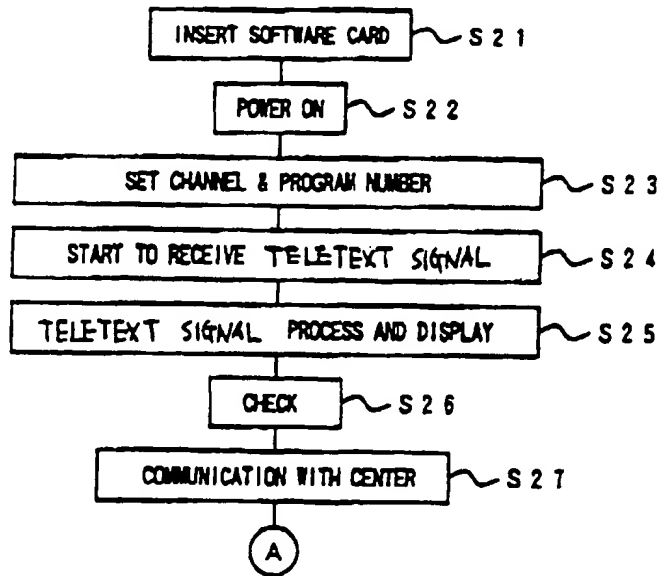 INSERT SOFTWARE CARD S21
POWER ON S22
SET CHANNEL & PROGRAM NUMBER S23
START TO RECEIVE TELETEXT SIGNAL S24
TELETEXT SIGNAL PROCESS AND DISPLAY S25
CHECK S26
COMMUNICATION WITH CENTER S27
A